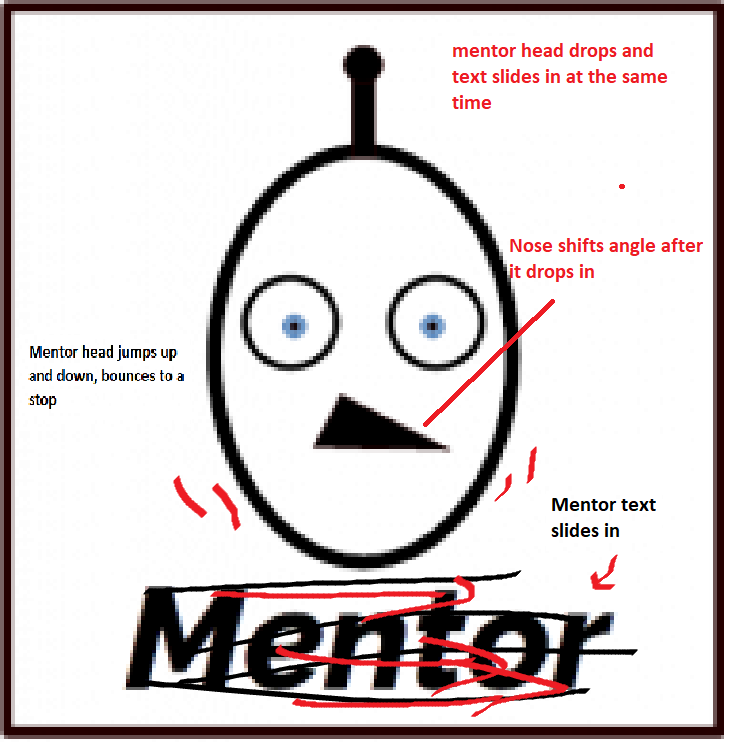 mentor head drops and
text slides in at the same
time
Nose shifts angle after
it drops in
Mentor head jumps up
and down, bounces to a
stop
Mentor text
slides in
Mentor